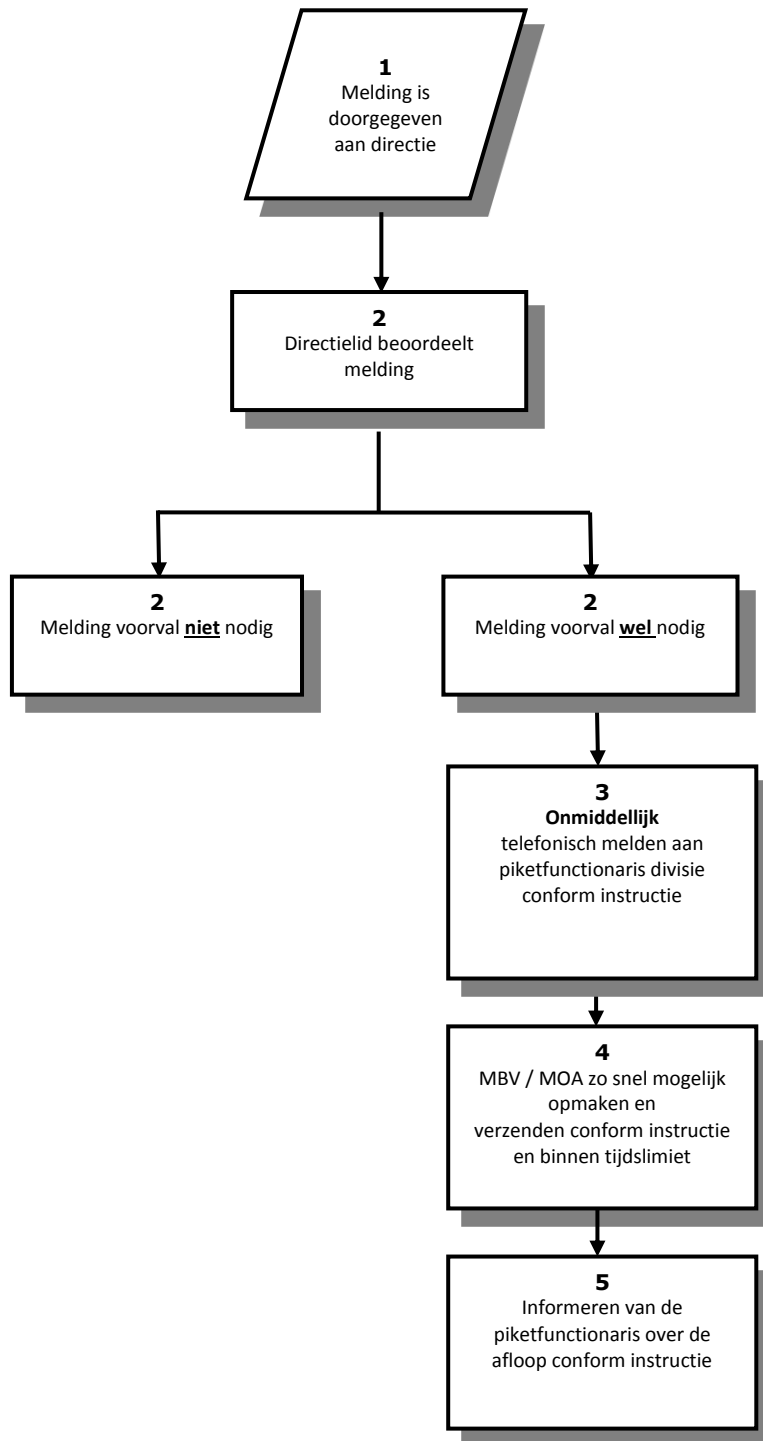 1
Melding is
doorgegeven
aan directie
2
Directielid beoordeelt
melding
2
Melding voorval niet nodig
2
Melding voorval wel nodig
3
Onmiddellijk
telefonisch melden aan
piketfunctionaris divisie
conform instructie
4
MBV / MOA zo snel mogelijk
opmaken en
verzenden conform instructie
en binnen tijdslimiet
5
Informeren van de
piketfunctionaris over de
afloop conform instructie